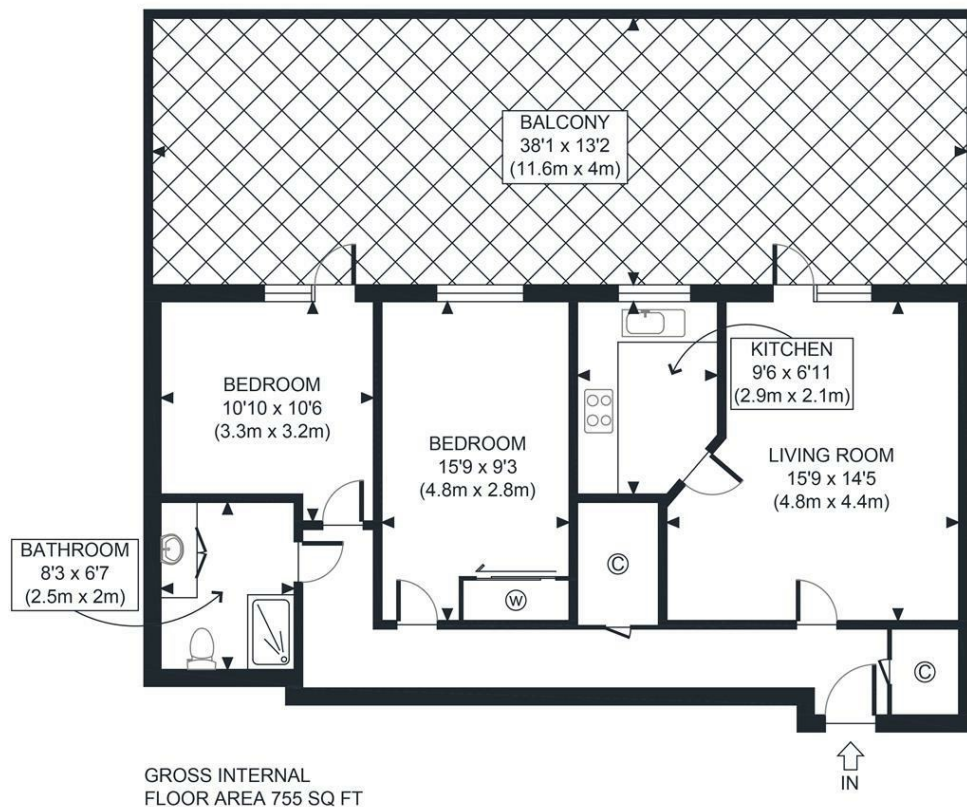 BALCONY
38'1 x 13'2
(11.6m x 4m)
KITCHEN
9'6 x 6'11
(2.9m x 2.1m)
BEDROOM
10'10 x 10'6
(3.3m x 3.2m)
BEDROOM
15'9 x 9'3
(4.8m x 2.8m)
LIVING ROOM
15'9 x 14'5
(4.8m x 4.4m)
BATHROOM
8'3 x 6'7
(2.5m x 2m)
C
W
C
IN
GROSS INTERNAL
FLOOR AREA 755 SQ FT